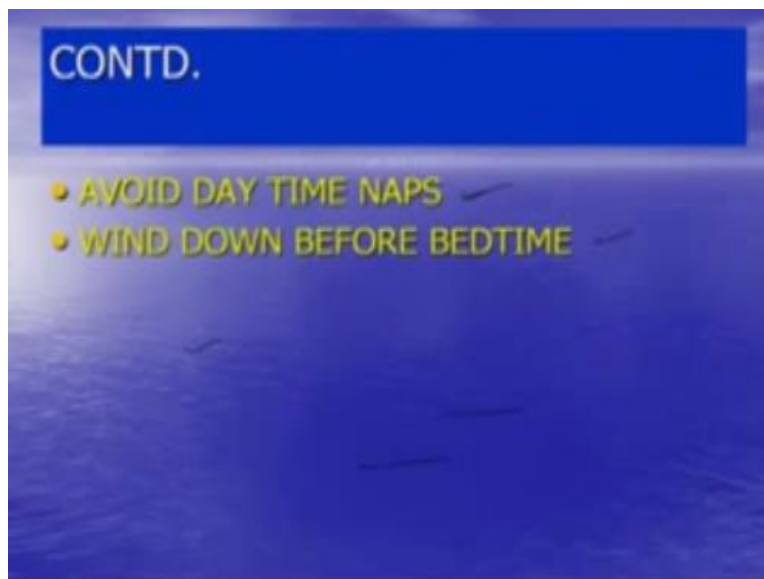 CONTD.
• AVOID DAY TIME NAPS
• WIND DOWN BEFORE BEDTIME